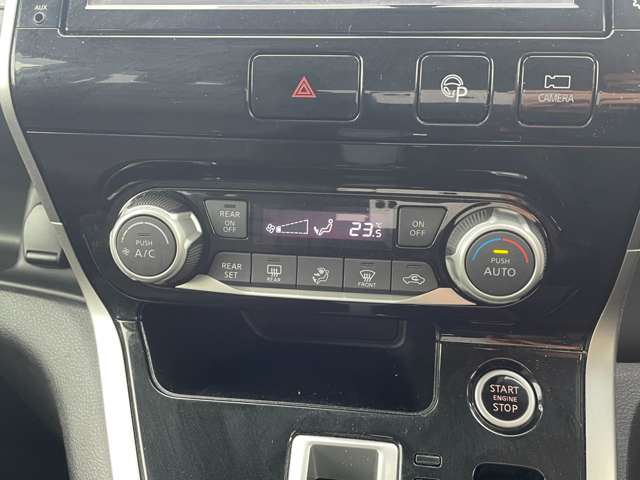 AUX
P
CAMERA
REAR
ON
OFF
23.5
ON
OFF
PUSH
A/C
PUSH
AUTO
REAR
SET
REAR
FRONT
START
ENGINE
STOP